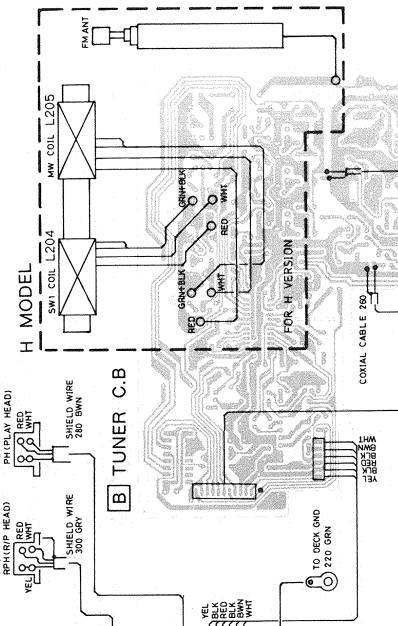 FM ANT
H MODEL
MW COIL L205
SW1 COIL L204
GRN+BLK
WHT
RED
GRN+BLK
WHT
RED
FOR H VERSION
COXIAL CABLE 260
B TUNER C.B
PH(PLAY HEAD)
RED
WHT
SHIELD WIRE
280 BWN
RPH(R/P HEAD)
RED
WHT
YEL
SHIELD WIRE
300 GRY
WHT
BWN
BLK
RED
BLK
YEL
TO DECK GND
220 GRN
YEL
BLK
RED
BLK
BWN
WHT